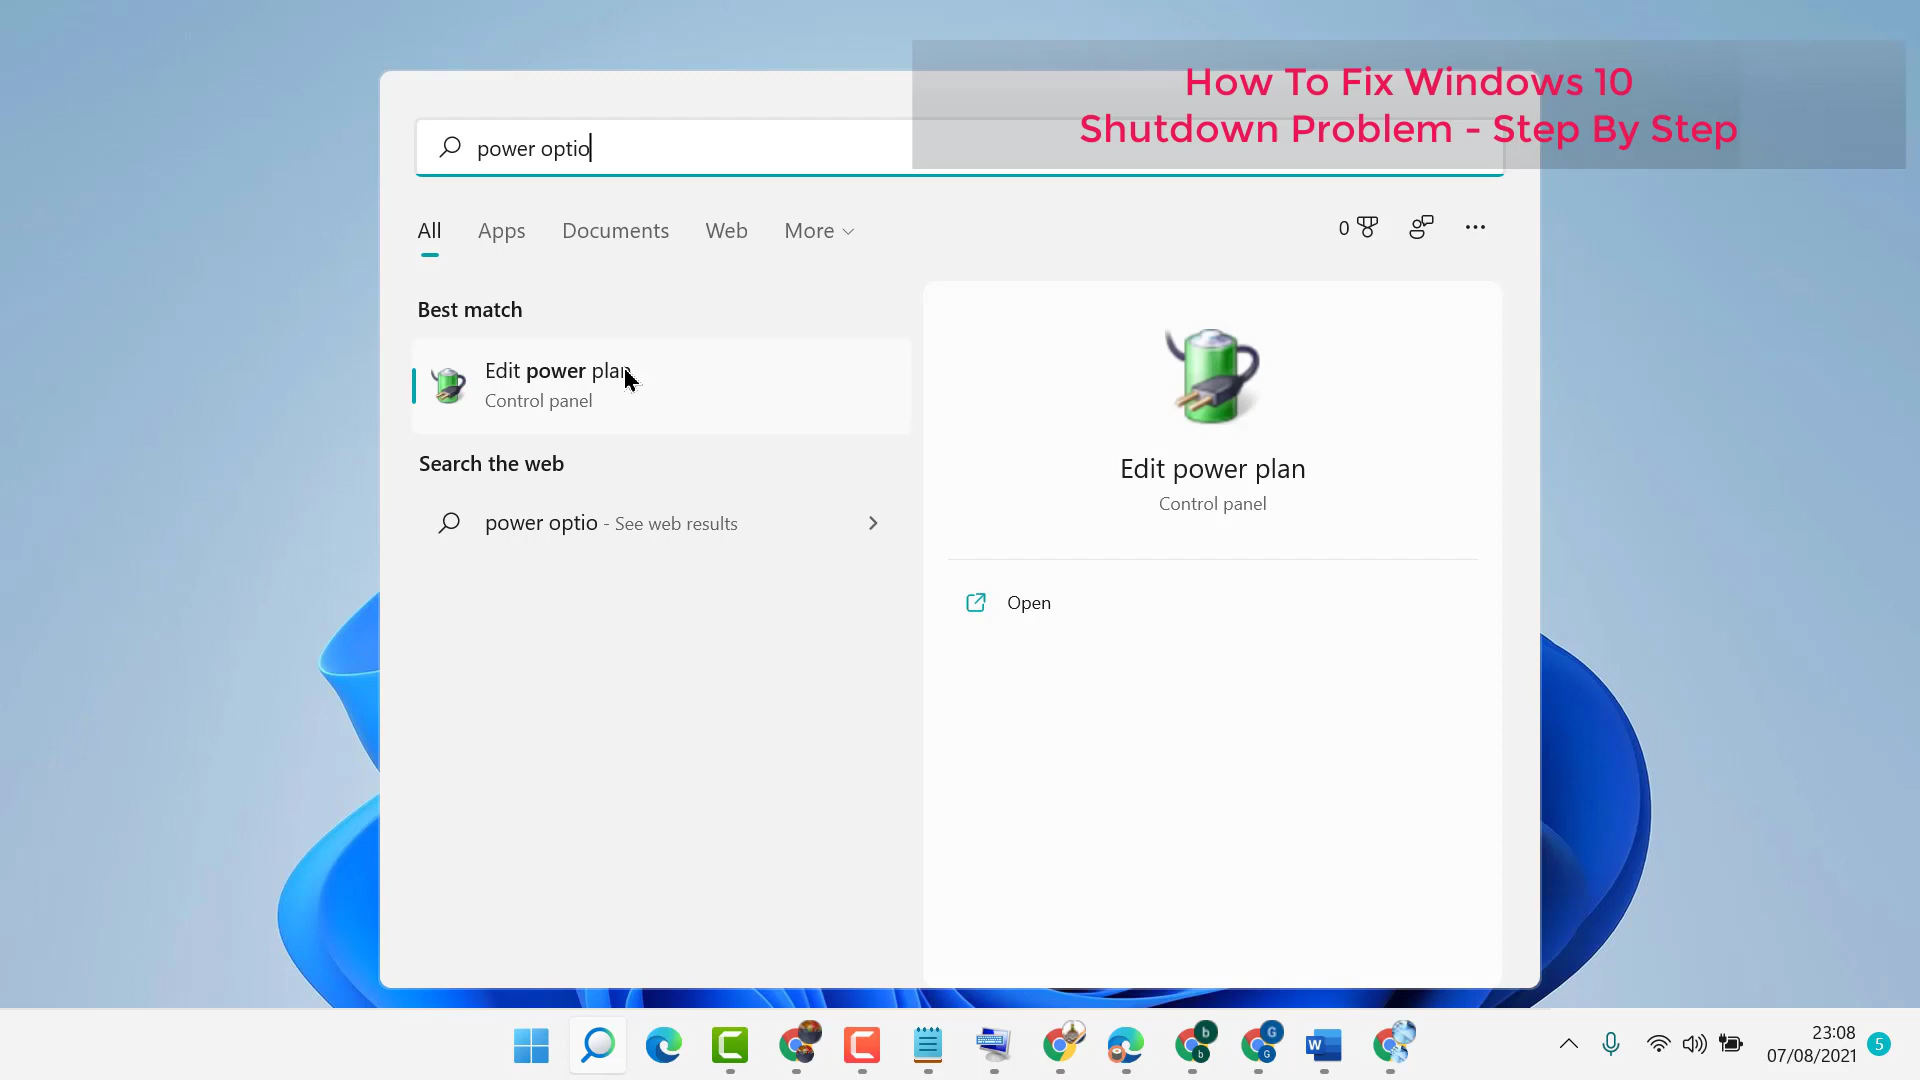 How To Fix Windows 10
Shutdown Problem - Step By Step
power optio
All Apps Documents Web More
0
Best match
Edit power plan
Control panel
Search the web
power optio - See web results
Edit power plan
Control panel
Open
b
b
G
G
W
23:08
07/08/2021
5